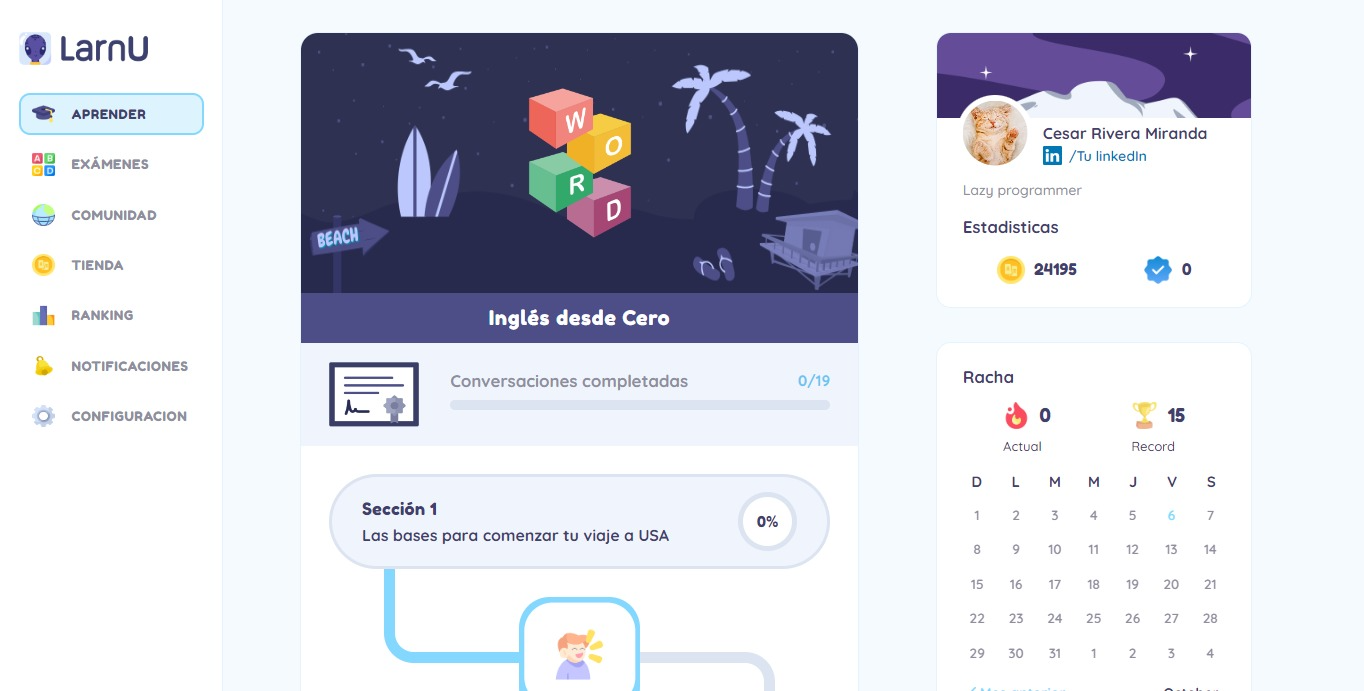 LarnU
APRENDER
A B
C D
EXÁMENES
COMUNIDAD
TIENDA
RANKING
NOTIFICACIONES
CONFIGURACION
W
O
R
D
BEACH
Inglés desde Cero
Conversaciones completadas 0/19
Sección 1
Las bases para comenzar tu viaje a USA
0%
Cesar Rivera Miranda
in /Tu linkedIn
Lazy programmer
Estadisticas
24195 0
Racha
0 15
Actual Record
D L M M J V S
1 2 3 4 5 6 7
8 9 10 11 12 13 14
15 16 17 18 19 20 21
22 23 24 25 26 27 28
29 30 31 1 2 3 4